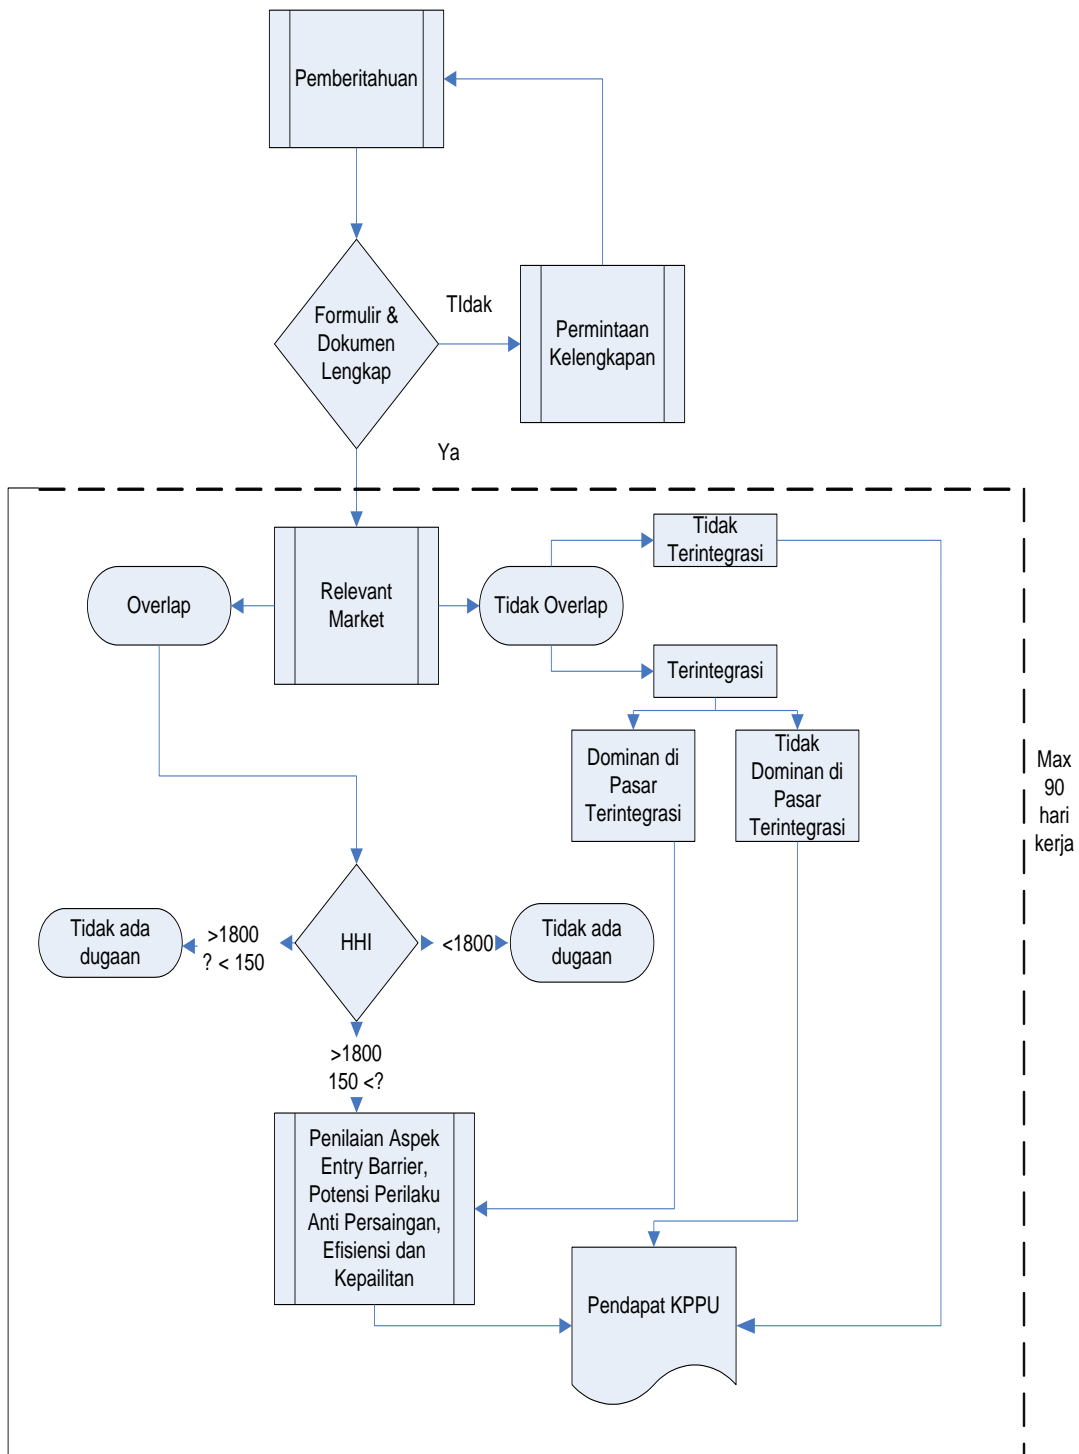 Pemberitahuan
Formulir &
Dokumen
Lengkap
TIdak
Permintaan
Kelengkapan
Ya
Tidak
Terintegrasi
Overlap
Relevant
Market
Tidak Overlap
Terintegrasi
Dominan di
Pasar
Terintegrasi
Tidak
Dominan di
Pasar
Terintegrasi
Max
90
hari
kerja
Tidak ada
dugaan
>1800
? < 150
HHI
<1800
Tidak ada
dugaan
>1800
150 <?
Penilaian Aspek
Entry Barrier,
Potensi Perilaku
Anti Persaingan,
Efisiensi dan
Kepailitan
Pendapat KPPU